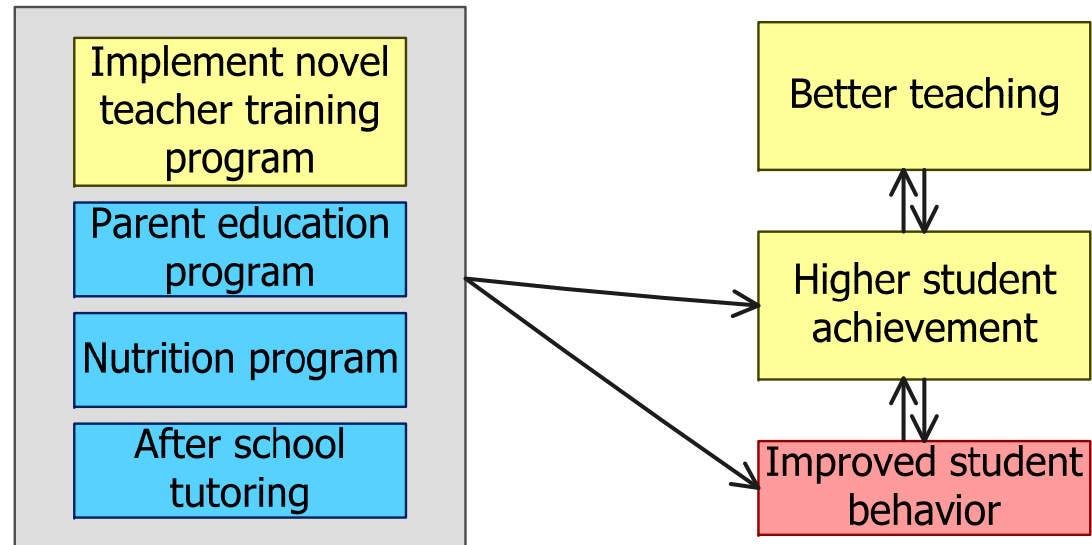 Implement novel
teacher training
program
Parent education
program
Nutrition program
After school
tutoring
Better teaching
Higher student
achievement
Improved student
behavior